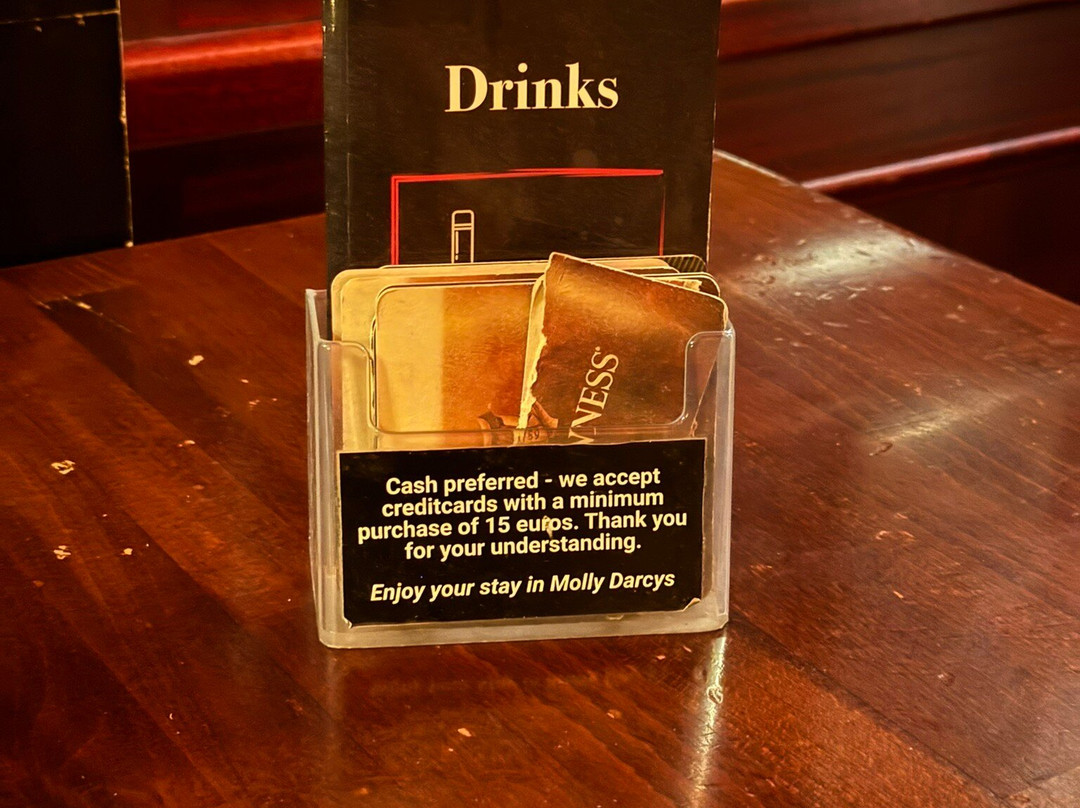 Drinks
NESS
Cash preferred - we accept
creditcards with a minimum
purchase of 15 euros. Thank you
for your understanding.
Enjoy your stay in Molly Darcys